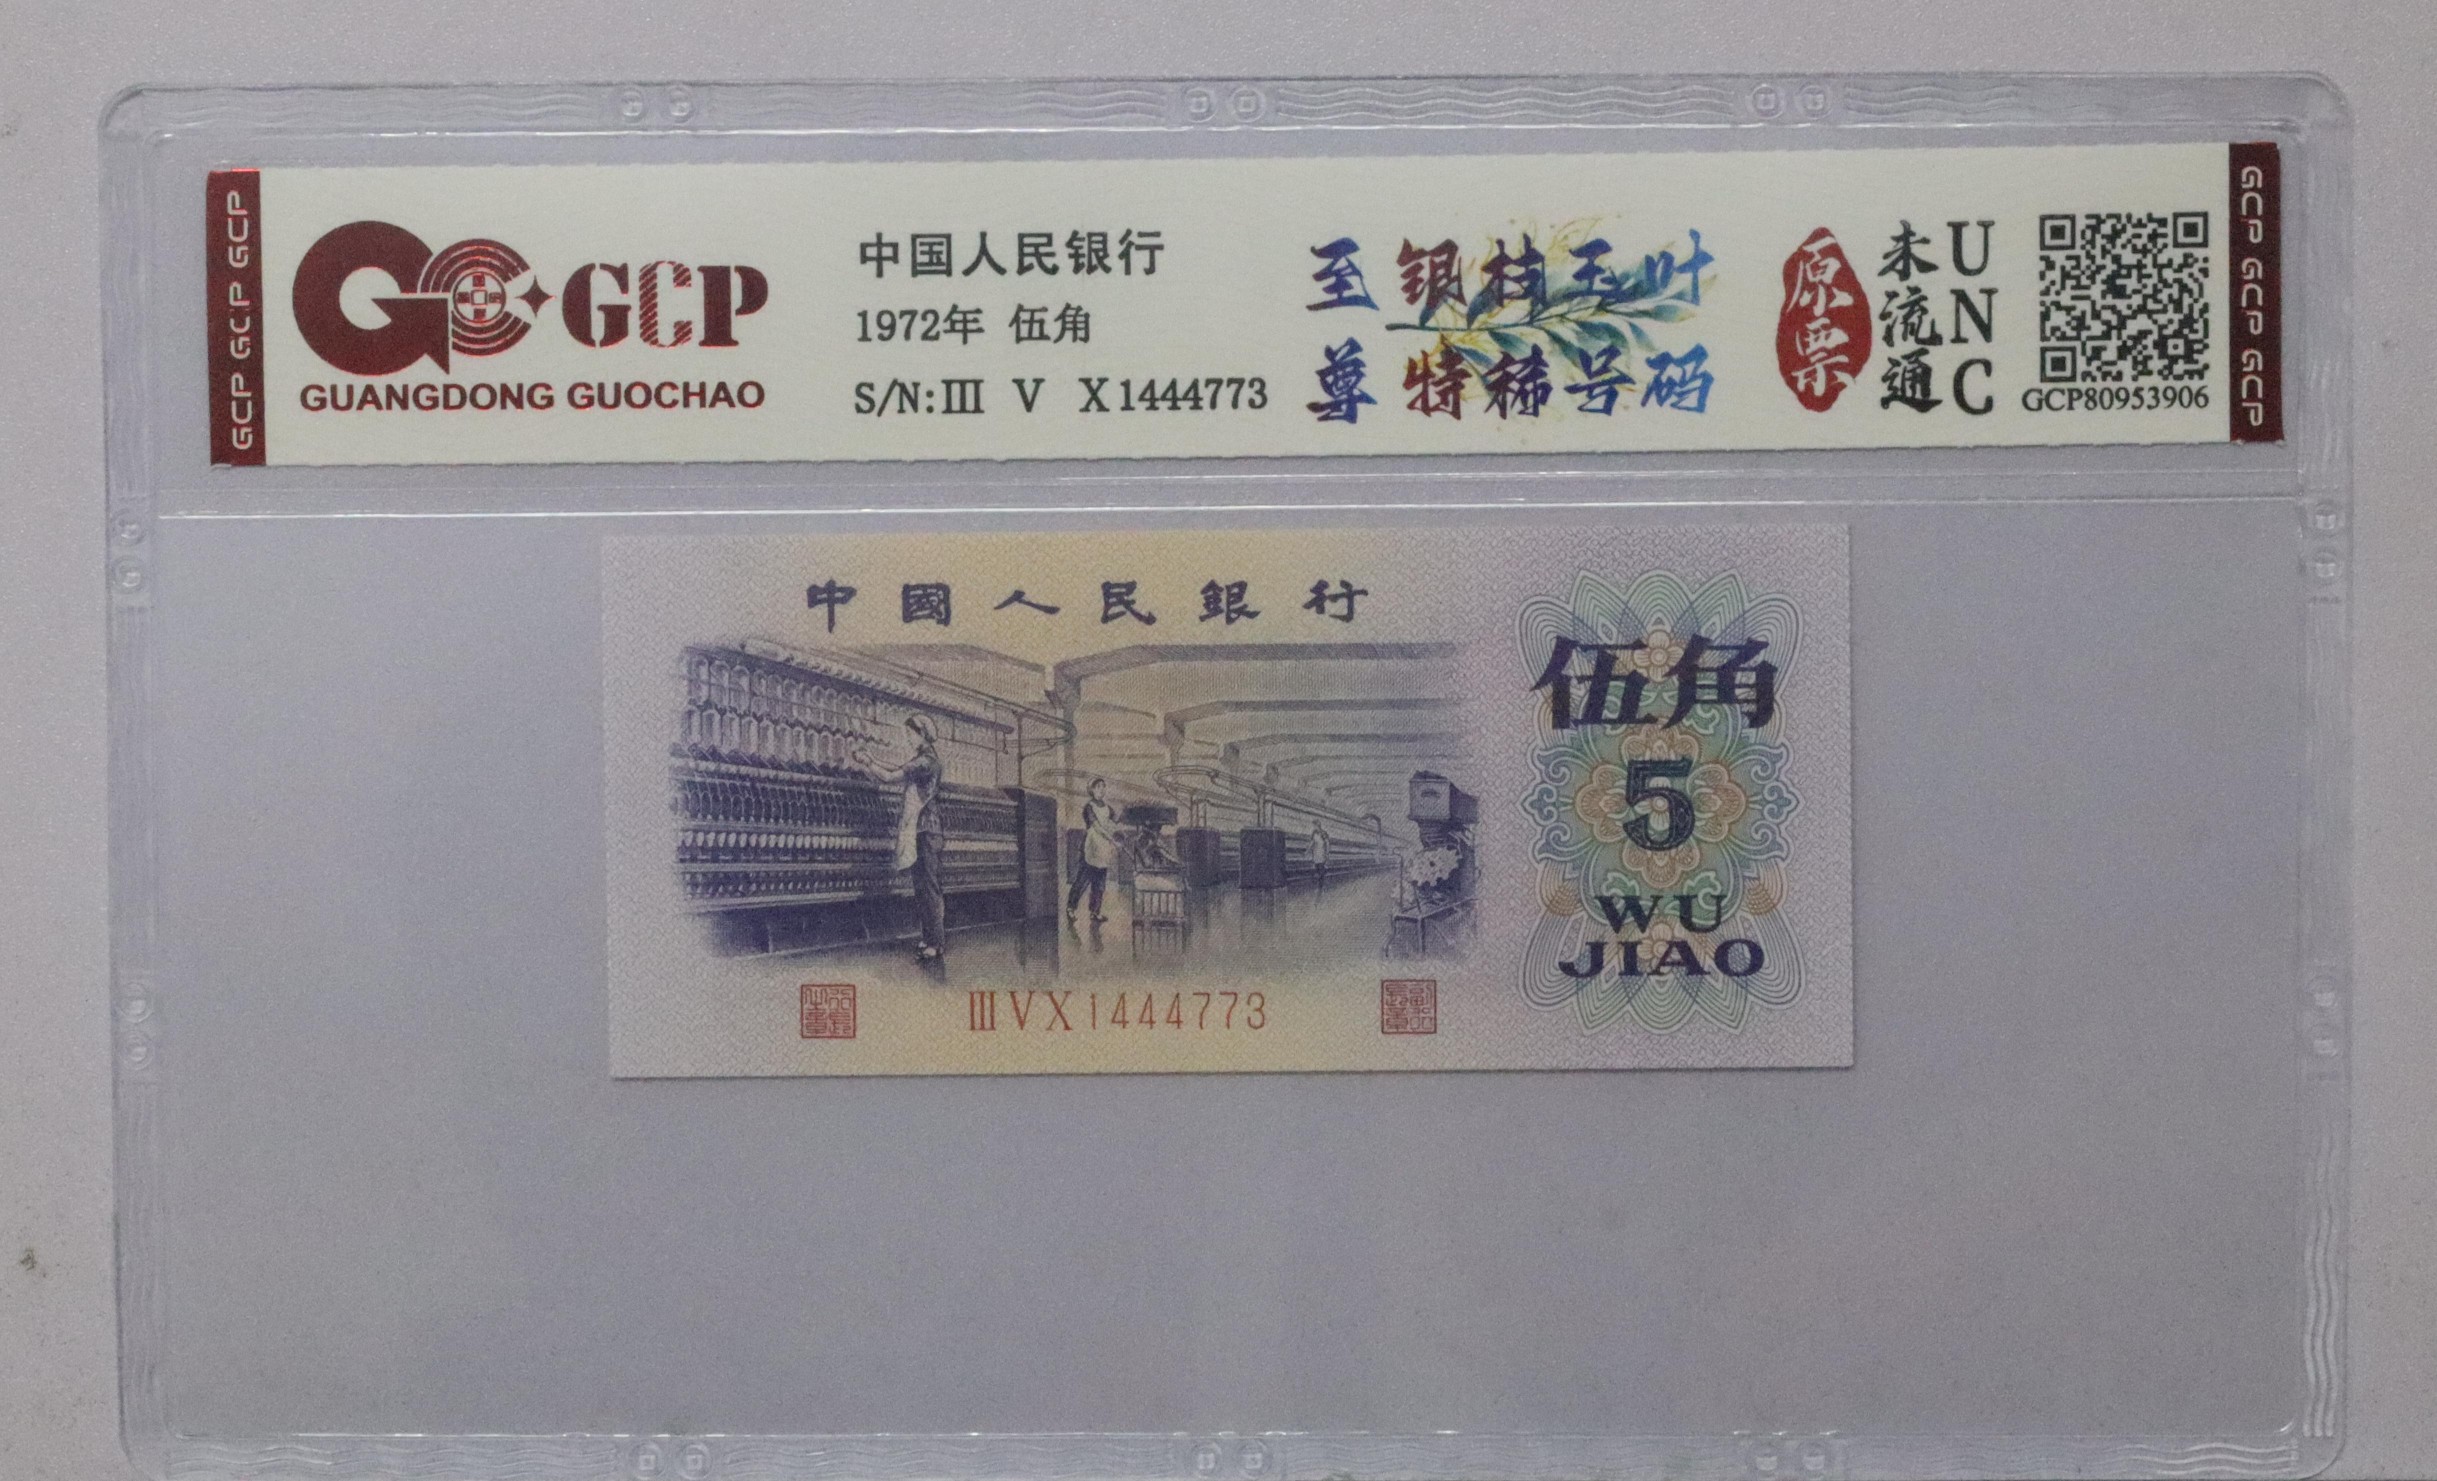 GCP GCP GCP
GCP
GUANGDONG GUOCHAO
中国人民银行
1972年 伍角
S/N:III V X1444773
至尊
银枝玉叶
特稀号码
原票
未流通
UNC
GCP80953906
GCP GCP GCP
中國人民銀行
伍角
5
WU
JIAO
III V X 1444773